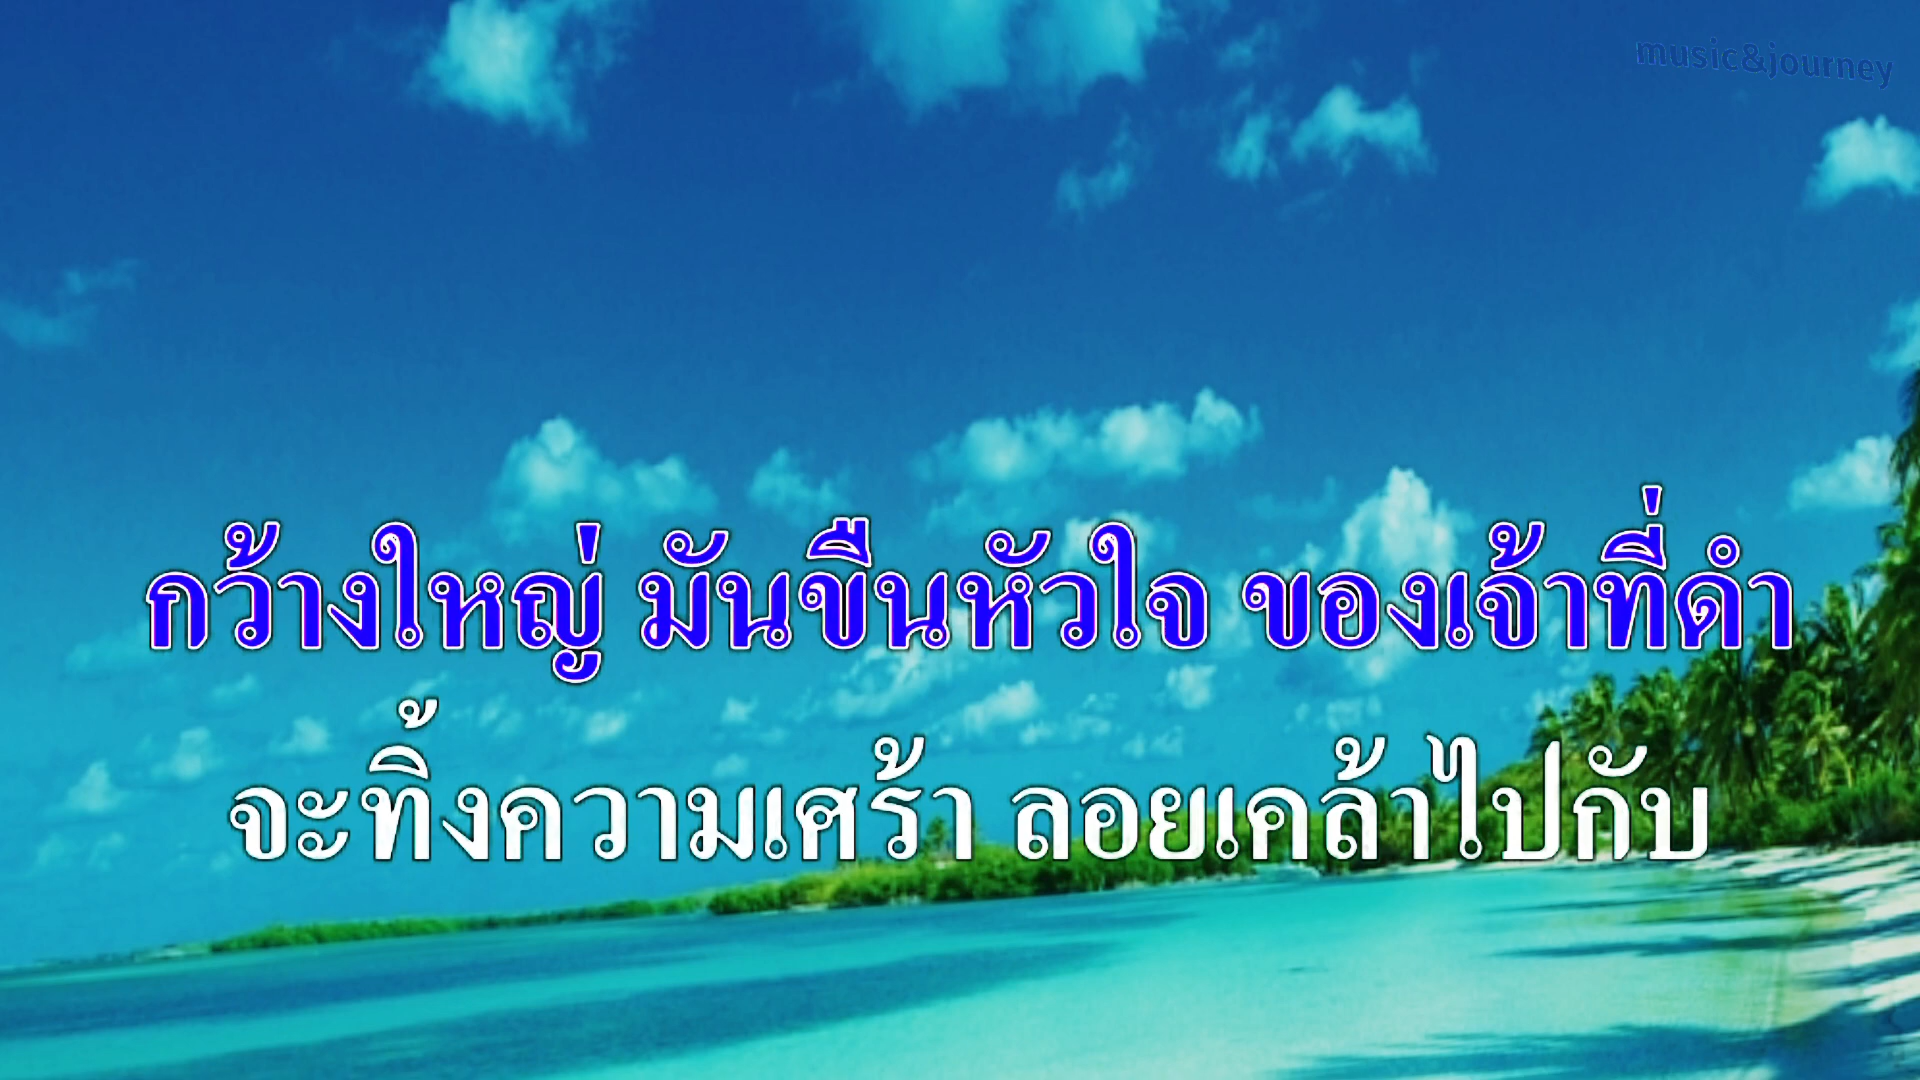 music&journey
กว้างใหญ่ มันขืนหัวใจ ของเจ้าที่ดำ
จะทิ้งความเศร้า ลอยเคล้าไปกับ